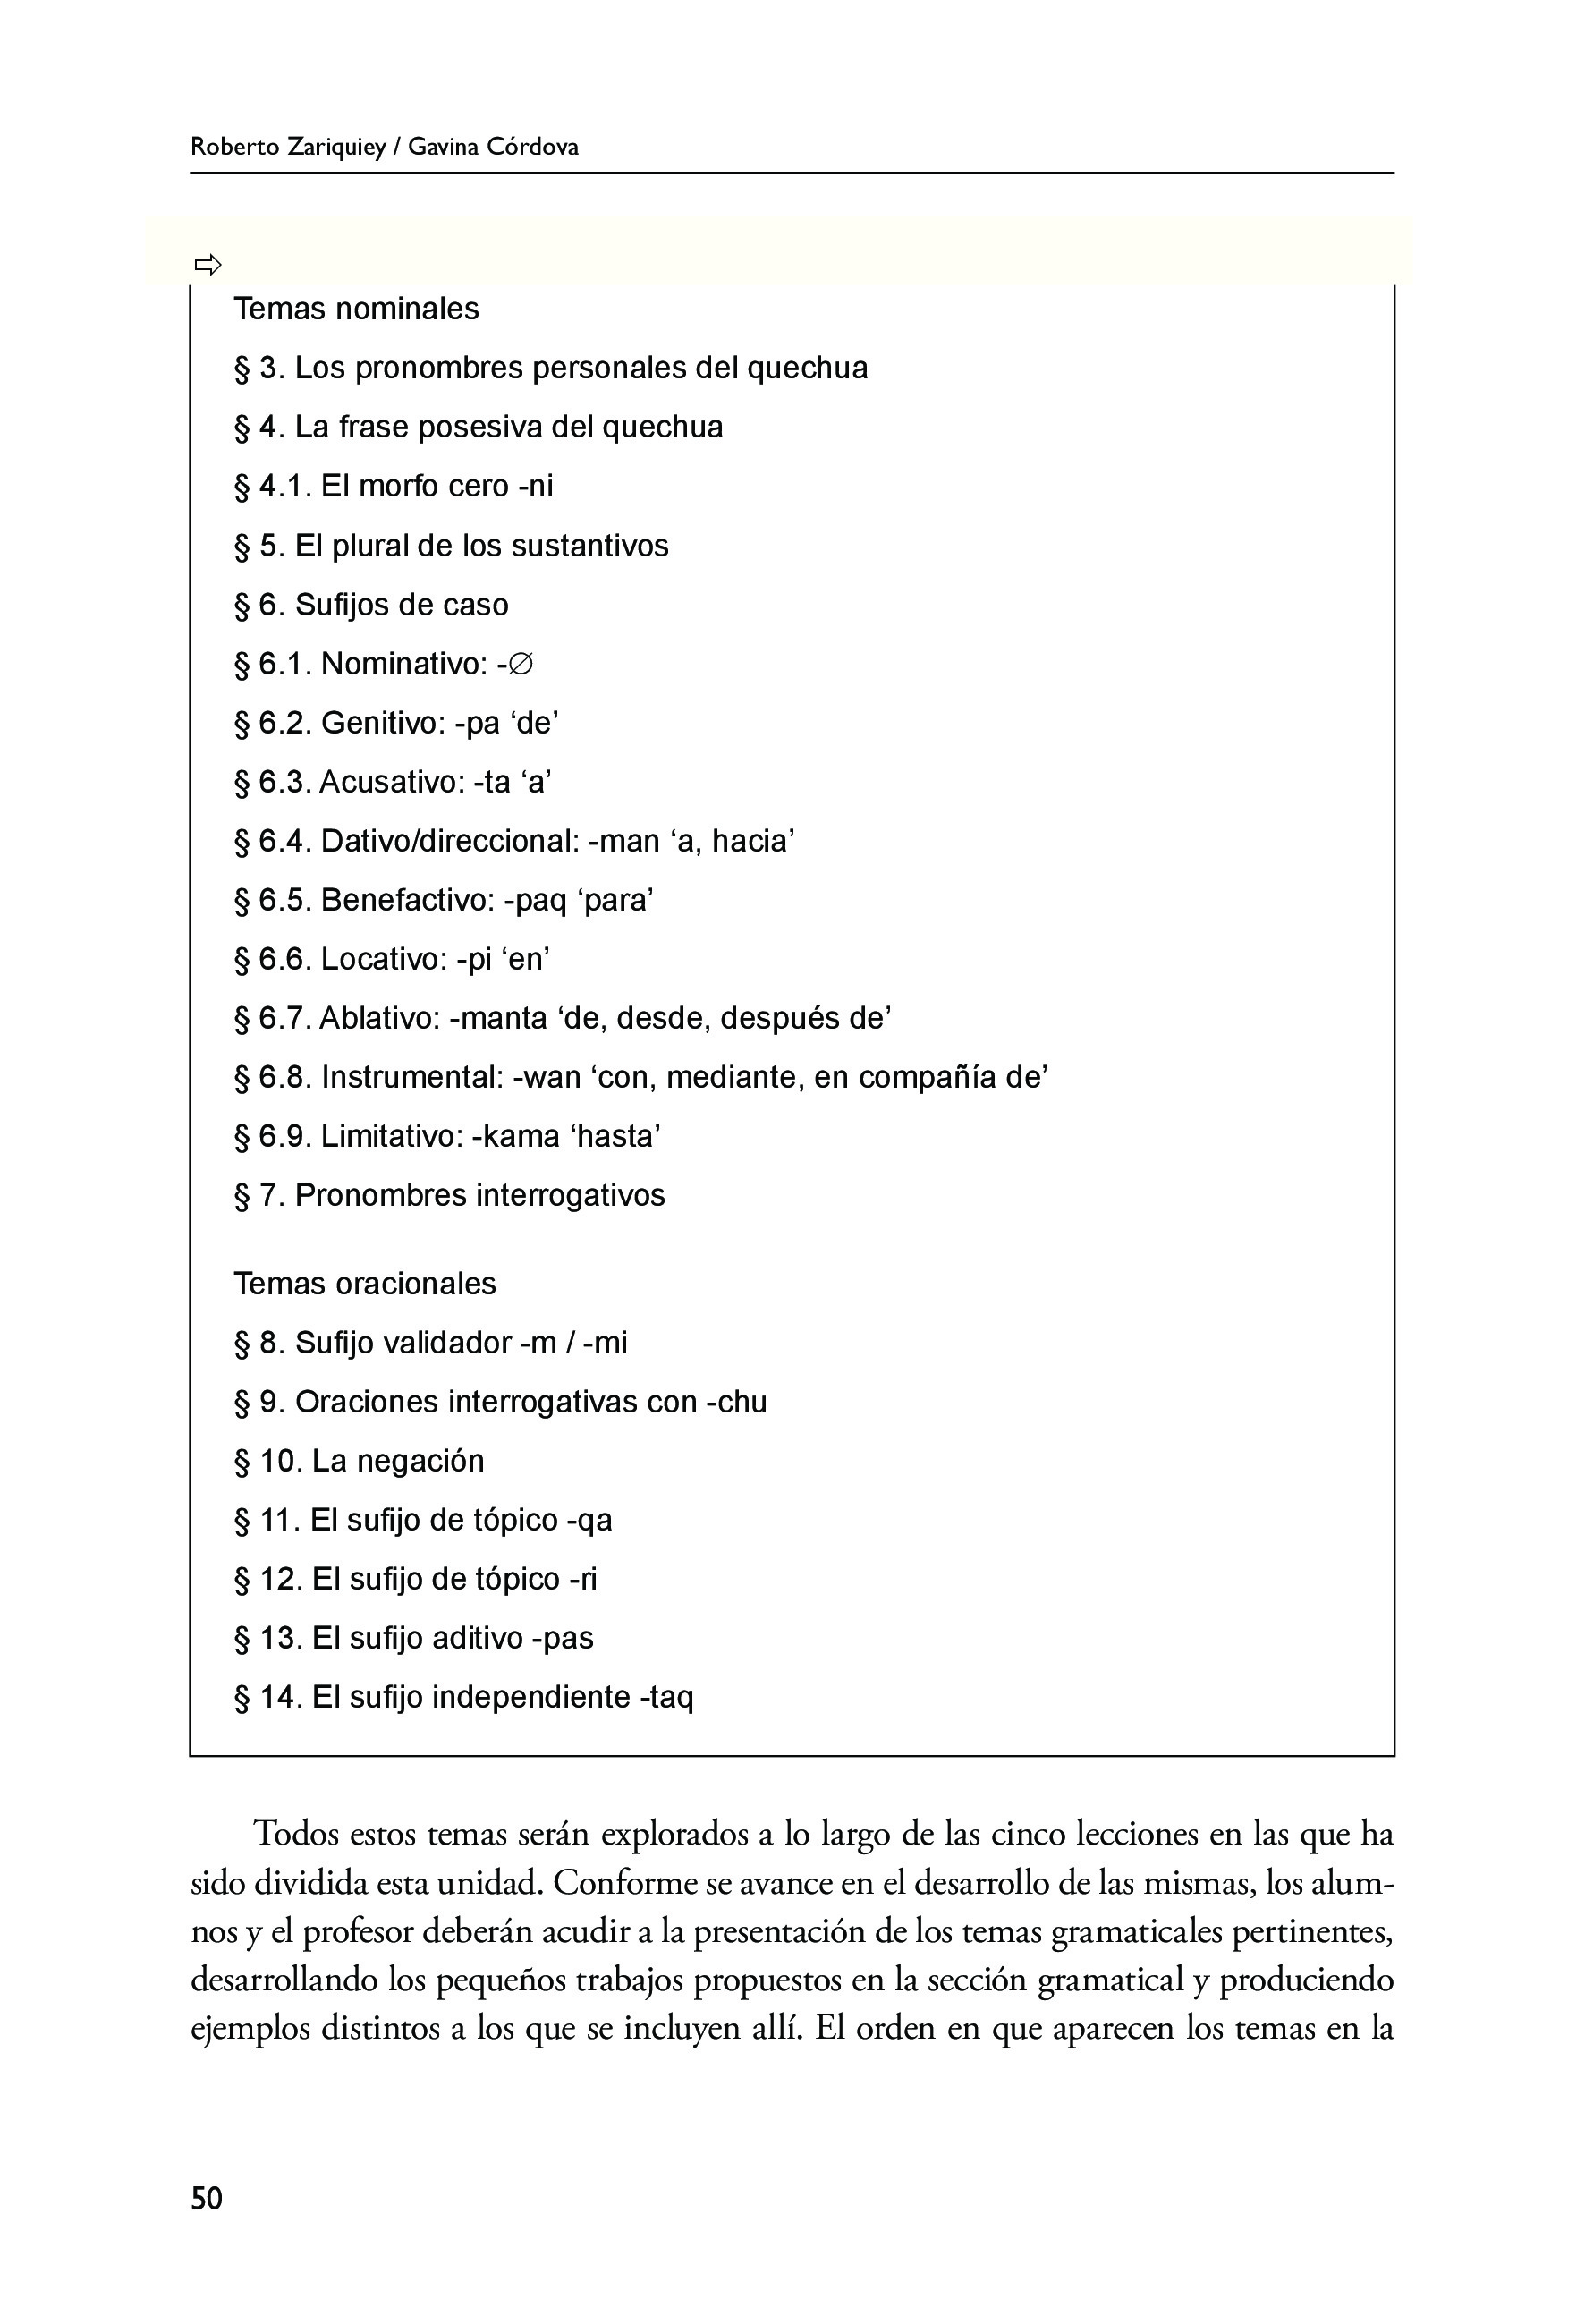 Roberto Zariquiey / Gavina Córdova
⇨
Temas nominales
§ 3. Los pronombres personales del quechua
§ 4. La frase posesiva del quechua
§ 4.1. El morfo cero -ni
§ 5. El plural de los sustantivos
§ 6. Sufijos de caso
§ 6.1. Nominativo: -∅
§ 6.2. Genitivo: -pa ‘de’
§ 6.3. Acusativo: -ta ‘a’
§ 6.4. Dativo/direccional: -man ‘a, hacia’
§ 6.5. Benefactivo: -paq ‘para’
§ 6.6. Locativo: -pi ‘en’
§ 6.7. Ablativo: -manta ‘de, desde, después de’
§ 6.8. Instrumental: -wan ‘con, mediante, en compañía de’
§ 6.9. Limitativo: -kama ‘hasta’
§ 7. Pronombres interrogativos
Temas oracionales
§ 8. Sufijo validador -m / -mi
§ 9. Oraciones interrogativas con -chu
§ 10. La negación
§ 11. El sufijo de tópico -qa
§ 12. El sufijo de tópico -ri
§ 13. El sufijo aditivo -pas
§ 14. El sufijo independiente -taq
Todos estos temas serán explorados a lo largo de las cinco lecciones en las que ha
sido dividida esta unidad. Conforme se avance en el desarrollo de las mismas, los alum-
nos y el profesor deberán acudir a la presentación de los temas gramaticales pertinentes,
desarrollando los pequeños trabajos propuestos en la sección gramatical y produciendo
ejemplos distintos a los que se incluyen allí. El orden en que aparecen los temas en la
50